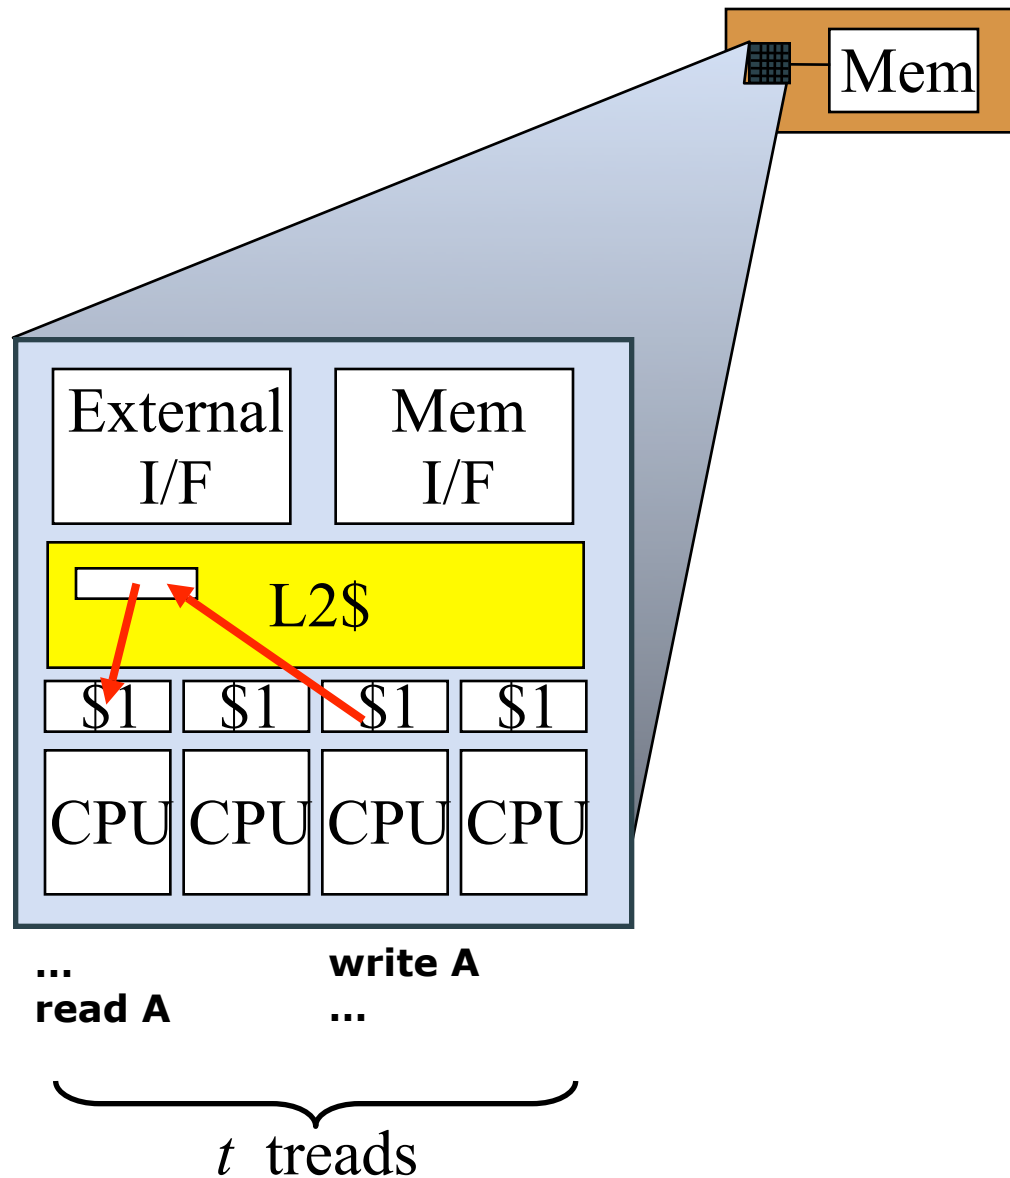 Mem
External Mem
I/F I/F
L2$
$1 $1 $1 $1
CPU CPU CPU CPU
... write A
read A ...
t treads